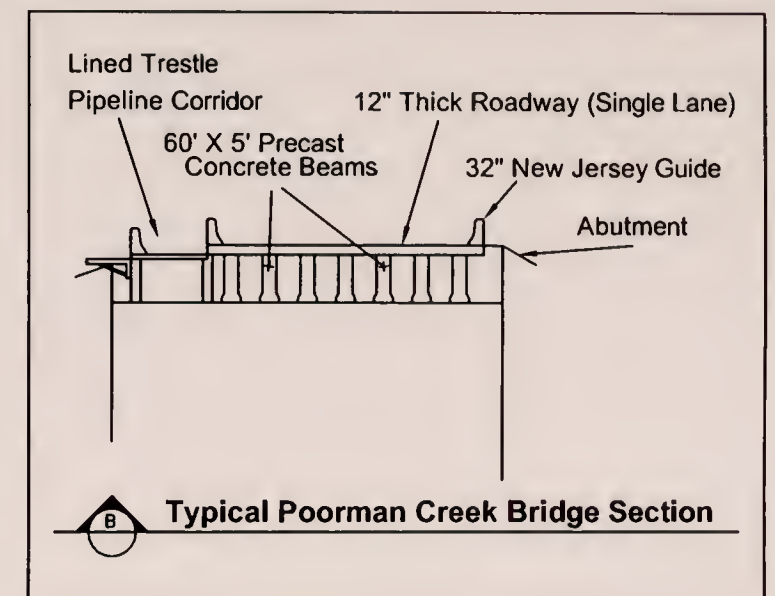 Lined Trestle
Pipeline Corridor
12" Thick Roadway (Single Lane)
60' X 5' Precast
Concrete Beams
32" New Jersey Guide
Abutment
B
Typical Poorman Creek Bridge Section